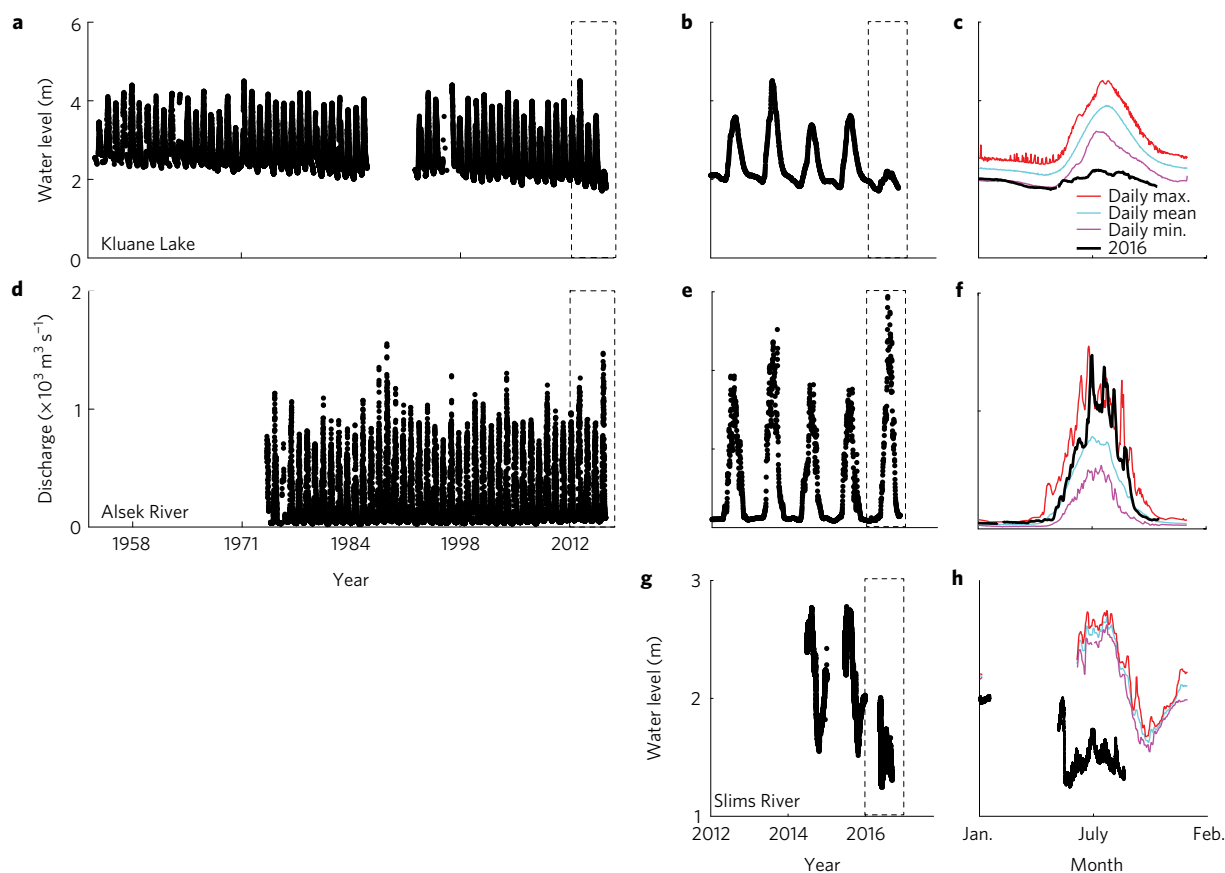 a
b
c
6
4
2
0
Water level (m)
Kluane Lake
Daily max.
Daily mean
Daily min.
2016
d
e
f
2
1
0
Discharge (× 10³ m³ s⁻¹)
Alsek River
1958
1971
1984
1998
2012
Year
g
h
3
2
1
Water level (m)
Slims River
2012
2014
2016
Year
Jan.
July
Feb.
Month